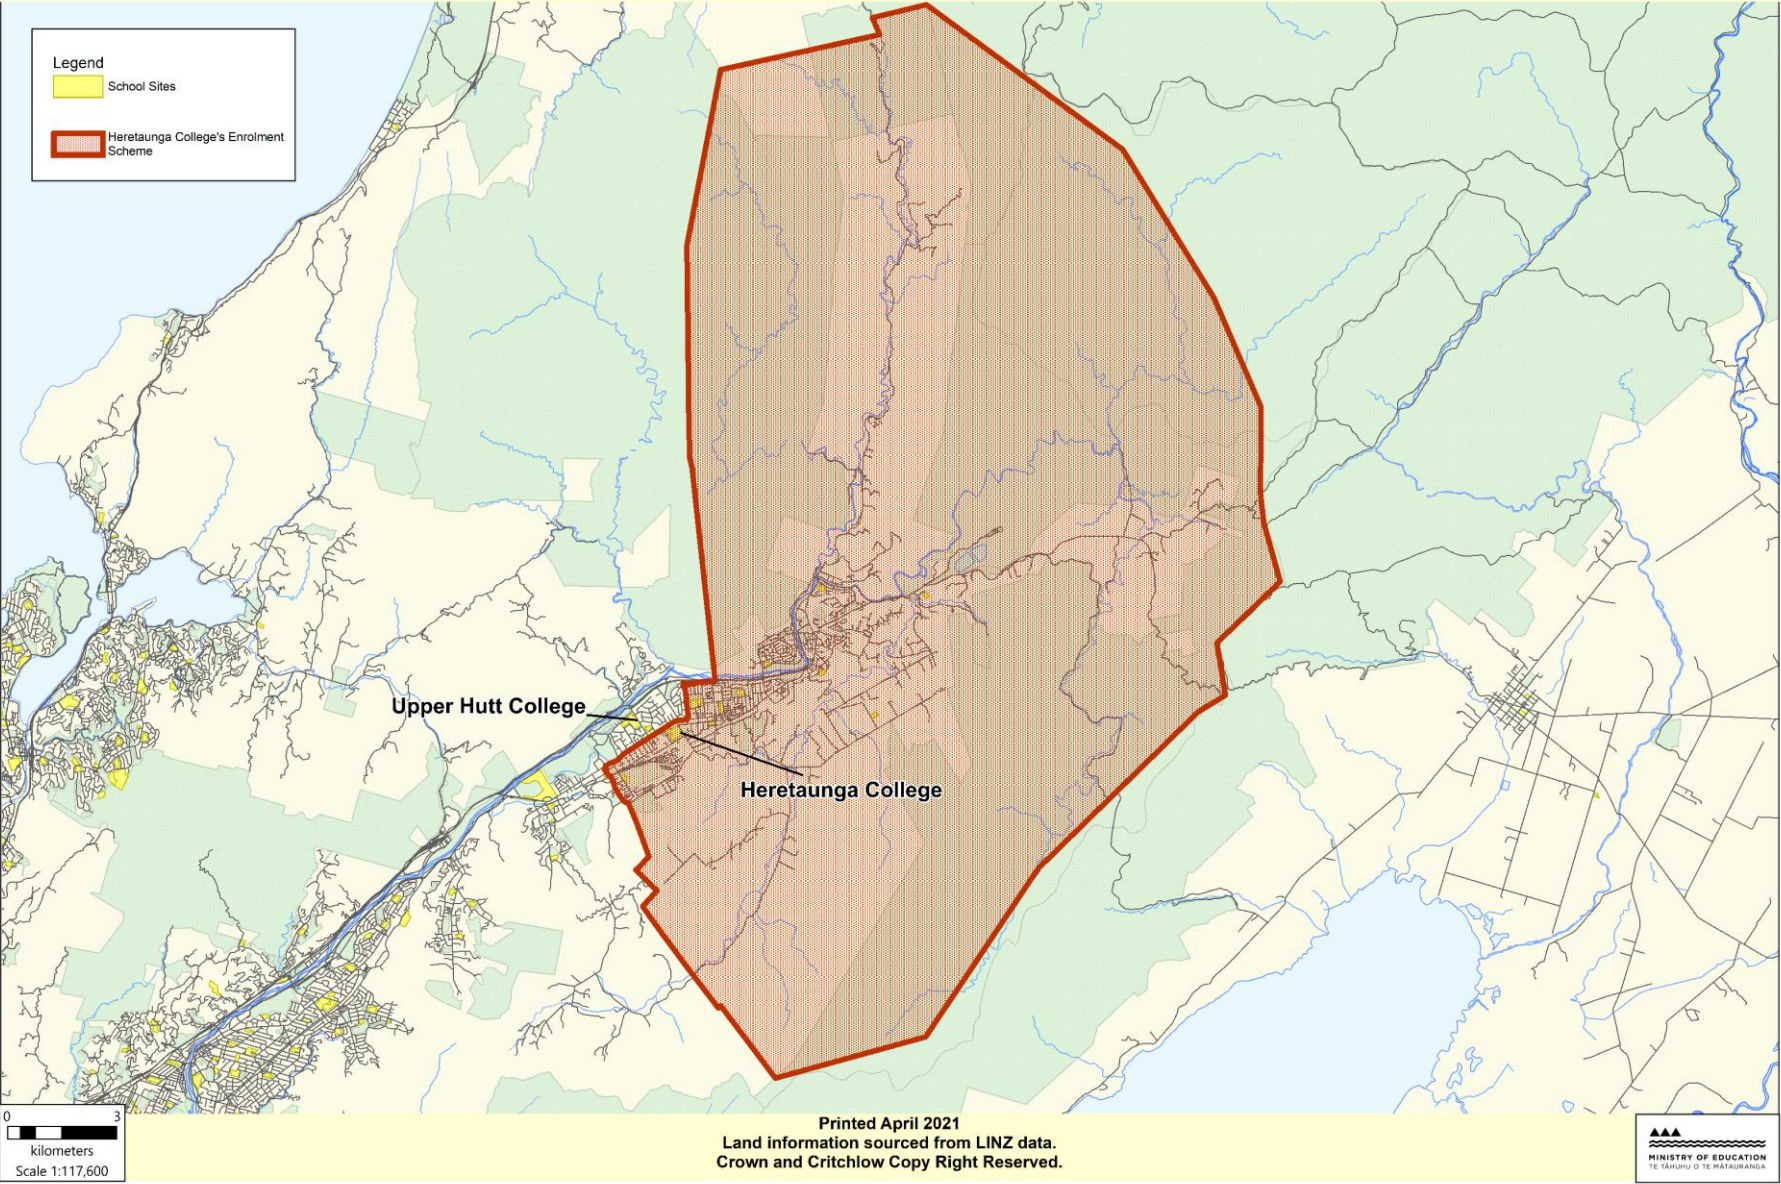 Legend
School Sites
Heretaunga College's Enrolment
Scheme
Upper Hutt College
Heretaunga College
0 3
kilometers
Scale 1:117,600
Printed April 2021
Land information sourced from LINZ data.
Crown and Critchlow Copy Right Reserved.
MINISTRY OF EDUCATION
TE TĀHUHU O TE MĀTAURANGA